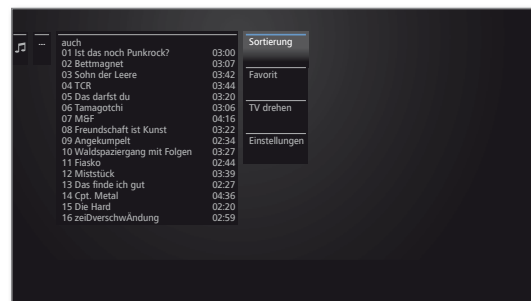 ...
auch
01 Ist das noch Punkrock? 03:00
02 Bettmagnet 03:07
03 Sohn der Leere 03:42
04 TCR 03:44
05 Das darfst du 03:20
06 Tamagotchi 03:06
07 M&F 04:16
08 Freundschaft ist Kunst 03:22
09 Angekumpelt 02:34
10 Waldspaziergang mit Folgen 03:27
11 Fiasko 02:44
12 Miststück 03:39
13 Das finde ich gut 02:27
14 Cpt. Metal 04:36
15 Die Hard 02:20
16 zeiDverschwÄndung 02:59
Sortierung
Favorit
TV drehen
Einstellungen